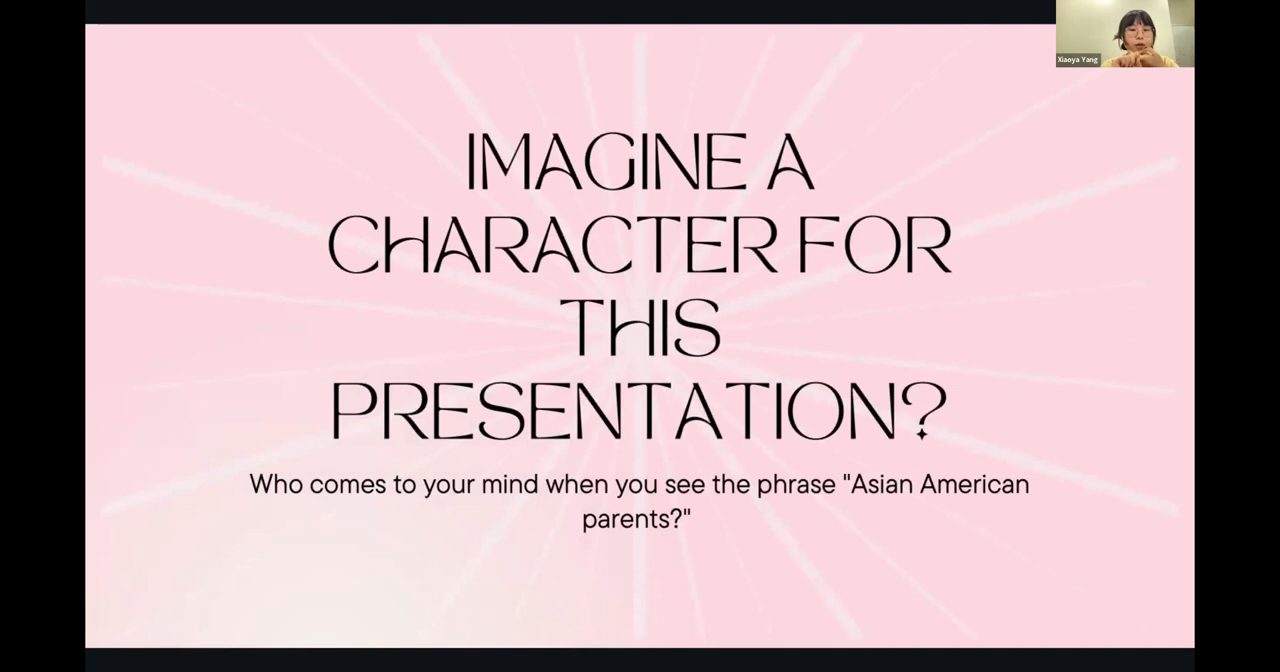 Xiaoya Yang
IMAGINE A
CHARACTER FOR
THIS
PRESENTATION?
Who comes to your mind when you see the phrase "Asian American
parents?"